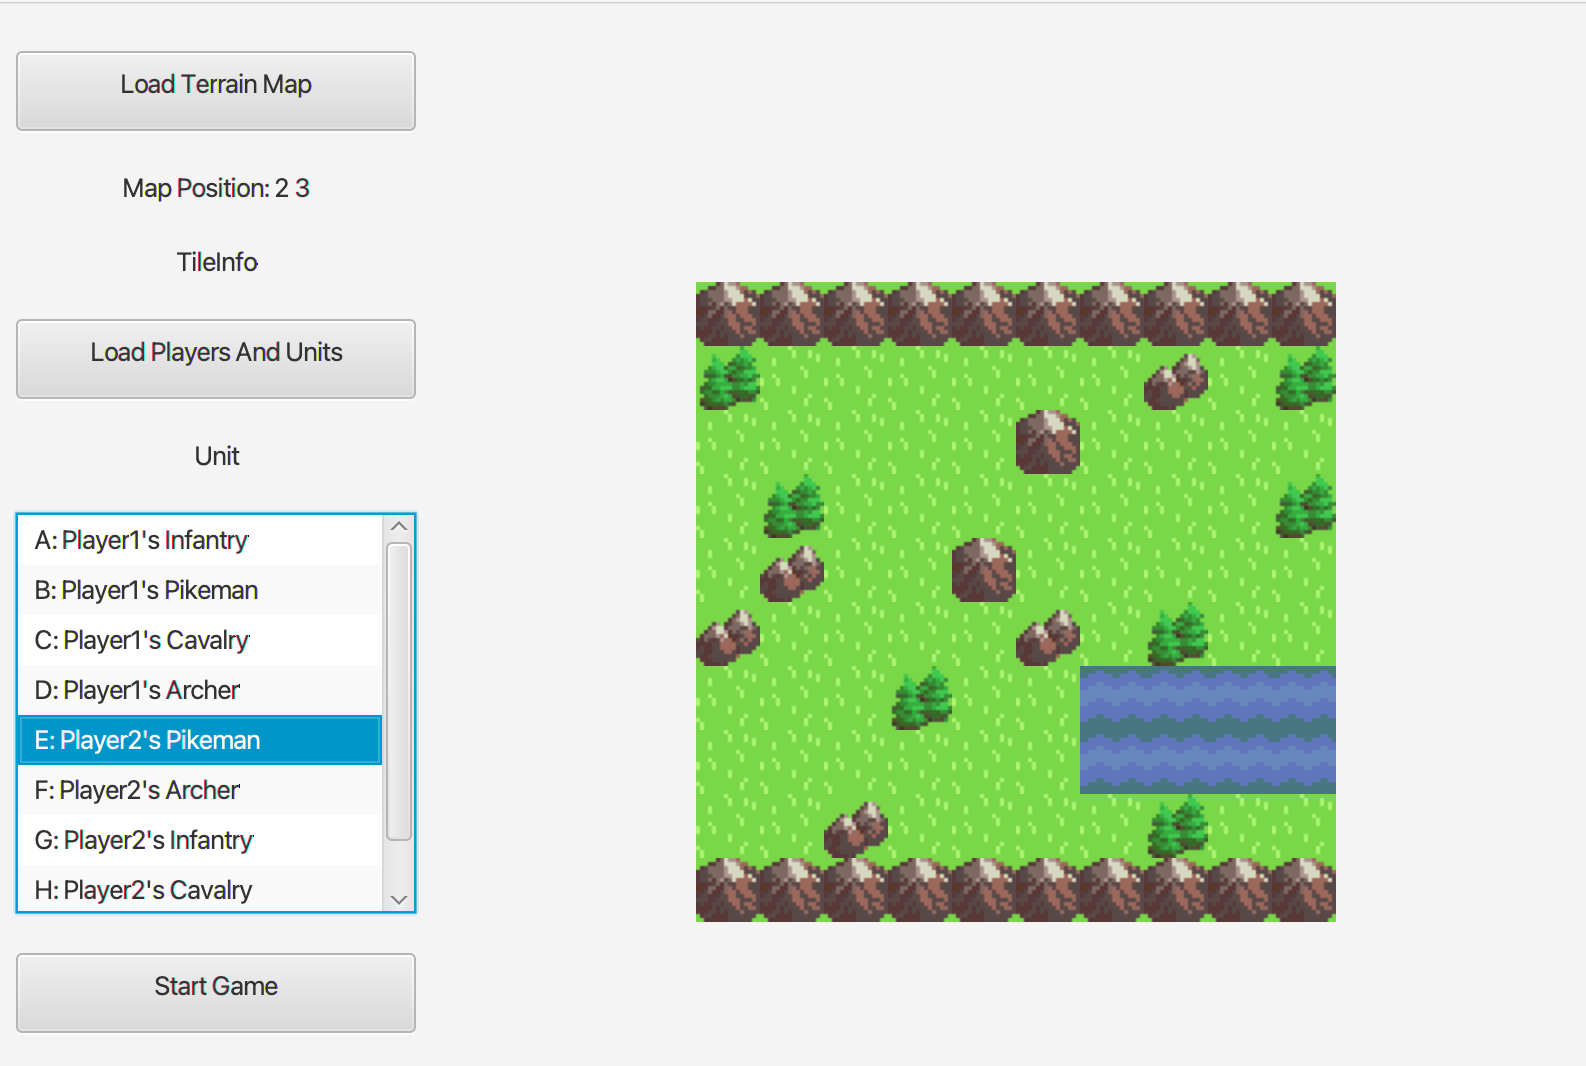 Load Terrain Map
Map Position: 2 3
TileInfo
Load Players And Units
Unit
A: Player1's Infantry
B: Player1's Pikeman
C: Player1's Cavalry
D: Player1's Archer
E: Player2's Pikeman
F: Player2's Archer
G: Player2's Infantry
H: Player2's Cavalry
Start Game